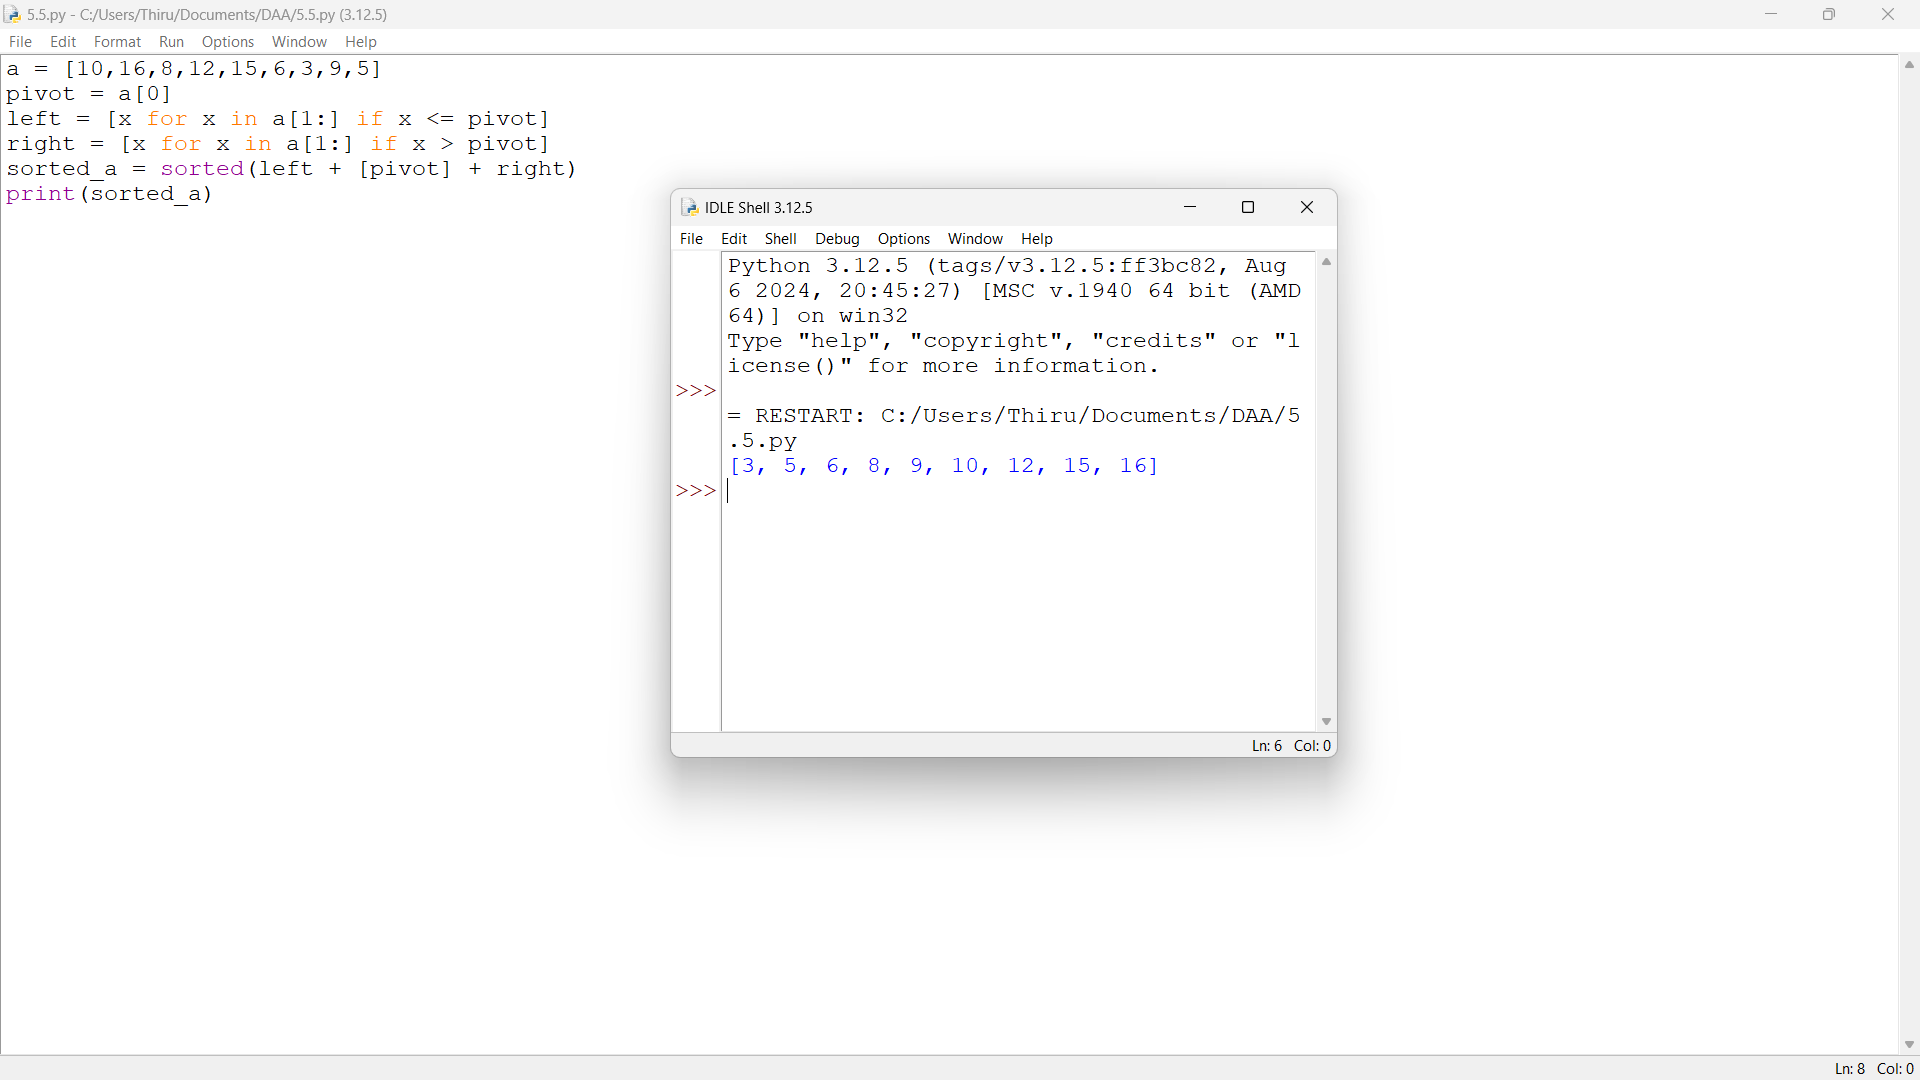 5.5.py - C:/Users/Thiru/Documents/DAA/5.5.py (3.12.5)
File Edit Format Run Options Window Help
a = [10,16,8,12,15,6,3,9,5]
pivot = a[0]
left = [x for x in a[1:] if x <= pivot]
right = [x for x in a[1:] if x > pivot]
sorted_a = sorted(left + [pivot] + right)
print(sorted_a)
IDLE Shell 3.12.5
File Edit Shell Debug Options Window Help
Python 3.12.5 (tags/v3.12.5:ff3bc82, Aug
6 2024, 20:45:27) [MSC v.1940 64 bit (AMD
64)] on win32
Type "help", "copyright", "credits" or "l
icense()" for more information.
>>>
= RESTART: C:/Users/Thiru/Documents/DAA/5
.5.py
[3, 5, 6, 8, 9, 10, 12, 15, 16]
>>>
Ln: 6 Col: 0
Ln: 8 Col: 0